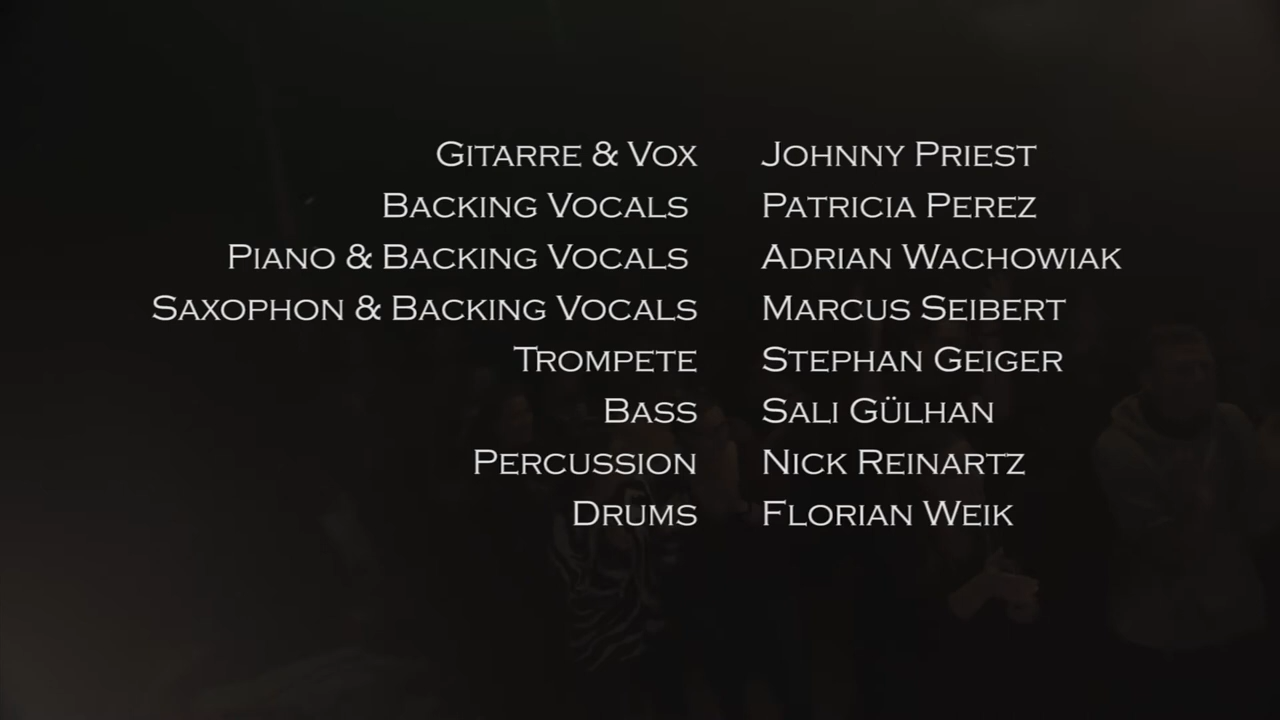 Gitarre & Vox Johnny Priest
Backing Vocals Patricia Perez
Piano & Backing Vocals Adrian Wachowiak
Saxophon & Backing Vocals Marcus Seibert
Trompete Stephan Geiger
Bass Sali Gülhan
Percussion Nick Reinartz
Drums Florian Weik